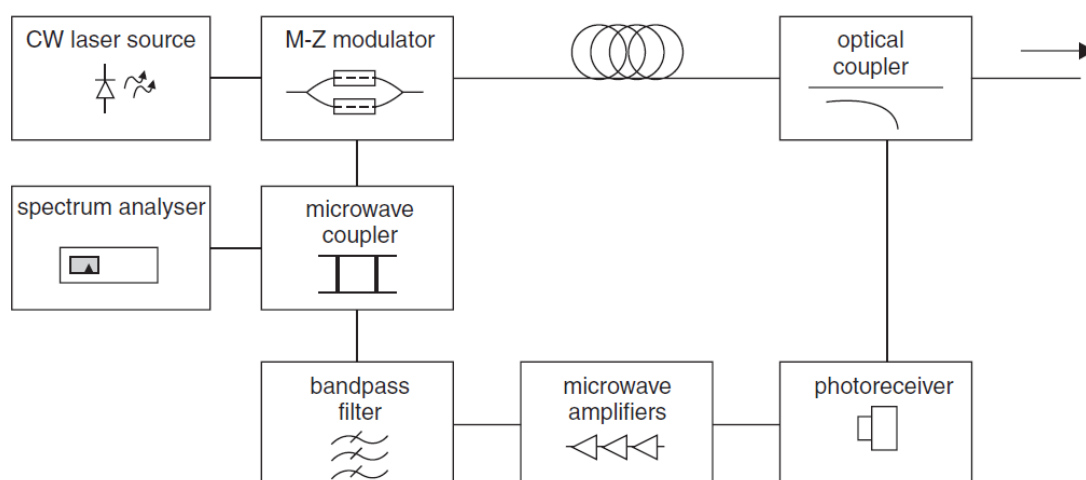 CW laser source
M-Z modulator
optical
coupler
spectrum analyser
microwave
coupler
bandpass
filter
microwave
amplifiers
photoreceiver